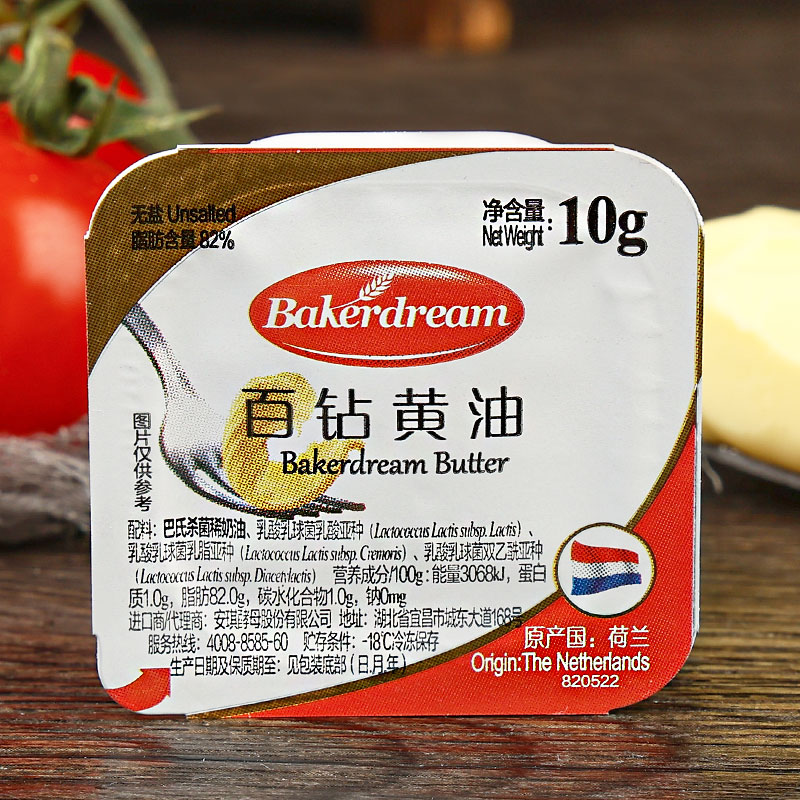 无盐 Unsalted
脂肪含量 82%
净含量: 10g
Net Weight
Bakerdream
百钻黄油
Bakerdream Butter
图片仅供参考
配料：巴氏杀菌稀奶油、乳酸乳球菌乳酸亚种（Lactococcus Lactis subsp. Lactis）、
乳酸乳球菌乳脂亚种（Lactococcus Lactis subsp. Cremoris）、乳酸乳球菌双乙酰亚种
（Lactococcus Lactis subsp. Diacetylactis） 营养成分/100g：能量3068kJ，蛋白
质1.0g，脂肪82.0g，碳水化合物1.0g，钠0mg
进口商/代理商：安琪酵母股份有限公司 地址：湖北省宜昌市城东大道168号
服务热线：4008-8585-60 贮存条件：-18℃冷冻保存
生产日期及保质期至：见包装底部（日.月.年）
原产国：荷兰
Origin:The Netherlands
820522